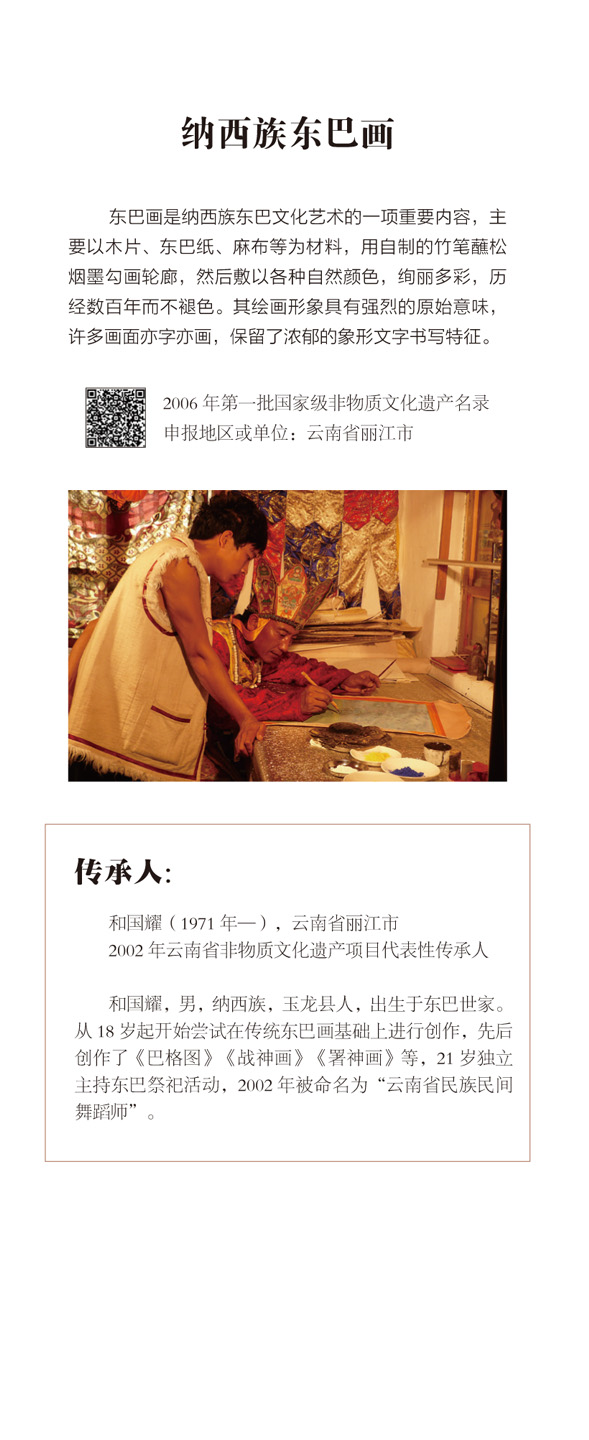 纳西族东巴画
东巴画是纳西族东巴文化艺术的一项重要内容，主
要以木片、东巴纸、麻布等为材料，用自制的竹笔蘸松
烟墨勾画轮廊，然后敷以各种自然颜色，绚丽多彩，历
经数百年而不褪色。其绘画形象具有强烈的原始意味，
许多画面亦字亦画，保留了浓郁的象形文字书写特征。
2006 年第一批国家级非物质文化遗产名录
申报地区或单位：云南省丽江市
传承人：
和国耀（1971 年—），云南省丽江市
2002 年云南省非物质文化遗产项目代表性传承人
和国耀，男，纳西族，玉龙县人，出生于东巴世家。
从 18 岁起开始尝试在传统东巴画基础上进行创作，先后
创作了《巴格图》《战神画》《署神画》等，21 岁独立
主持东巴祭祀活动，2002 年被命名为“云南省民族民间
舞蹈师”。